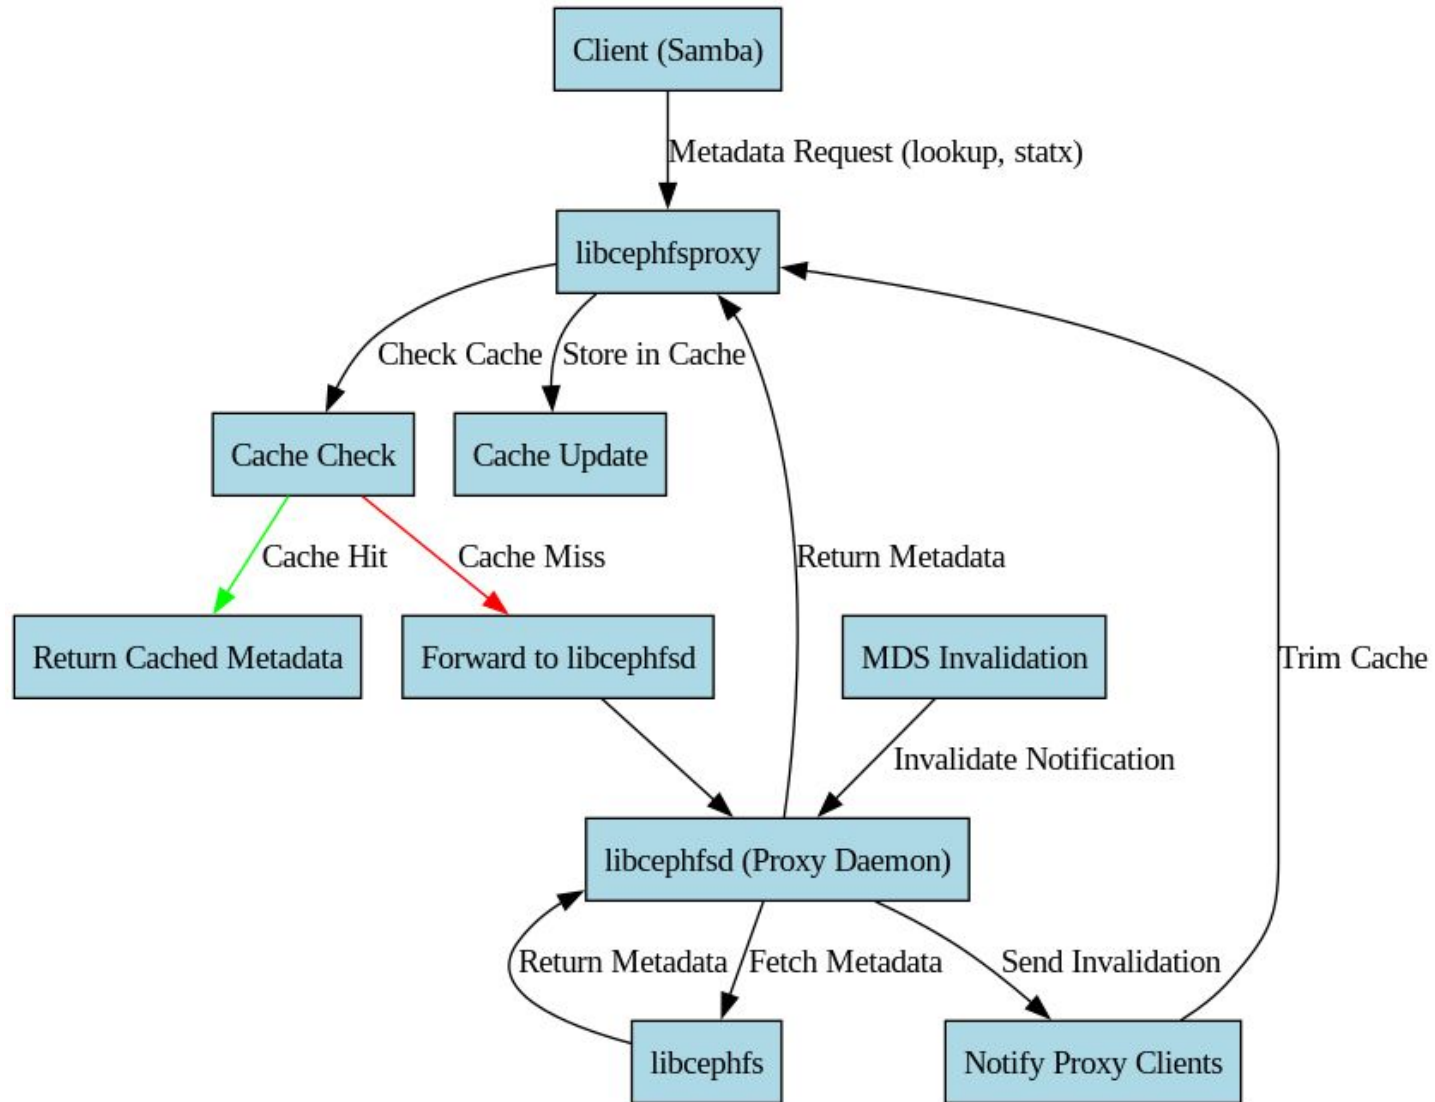 Client (Samba)
Metadata Request (lookup, statx)
libcephfsproxy
Check Cache
Store in Cache
Cache Check
Cache Update
Cache Hit
Cache Miss
Return Metadata
Return Cached Metadata
Forward to libcephfsd
MDS Invalidation
Trim Cache
Invalidate Notification
libcephfsd (Proxy Daemon)
Return Metadata
Fetch Metadata
Send Invalidation
libcephfs
Notify Proxy Clients